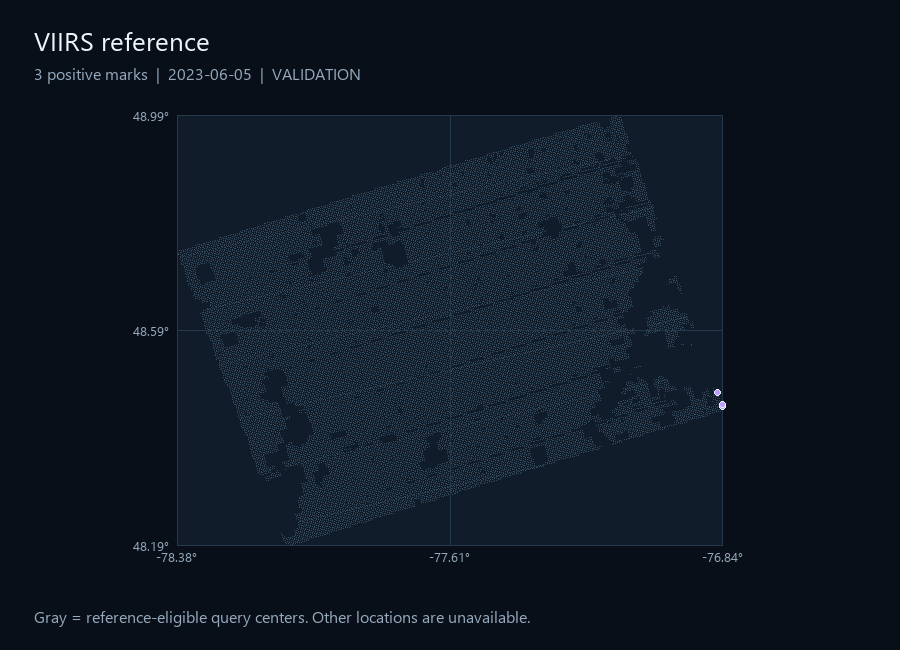 VIIRS reference
3 positive marks | 2023-06-05 | VALIDATION
48.99°
48.59°
48.19°
-78.38°
-77.61°
-76.84°
Gray = reference-eligible query centers. Other locations are unavailable.